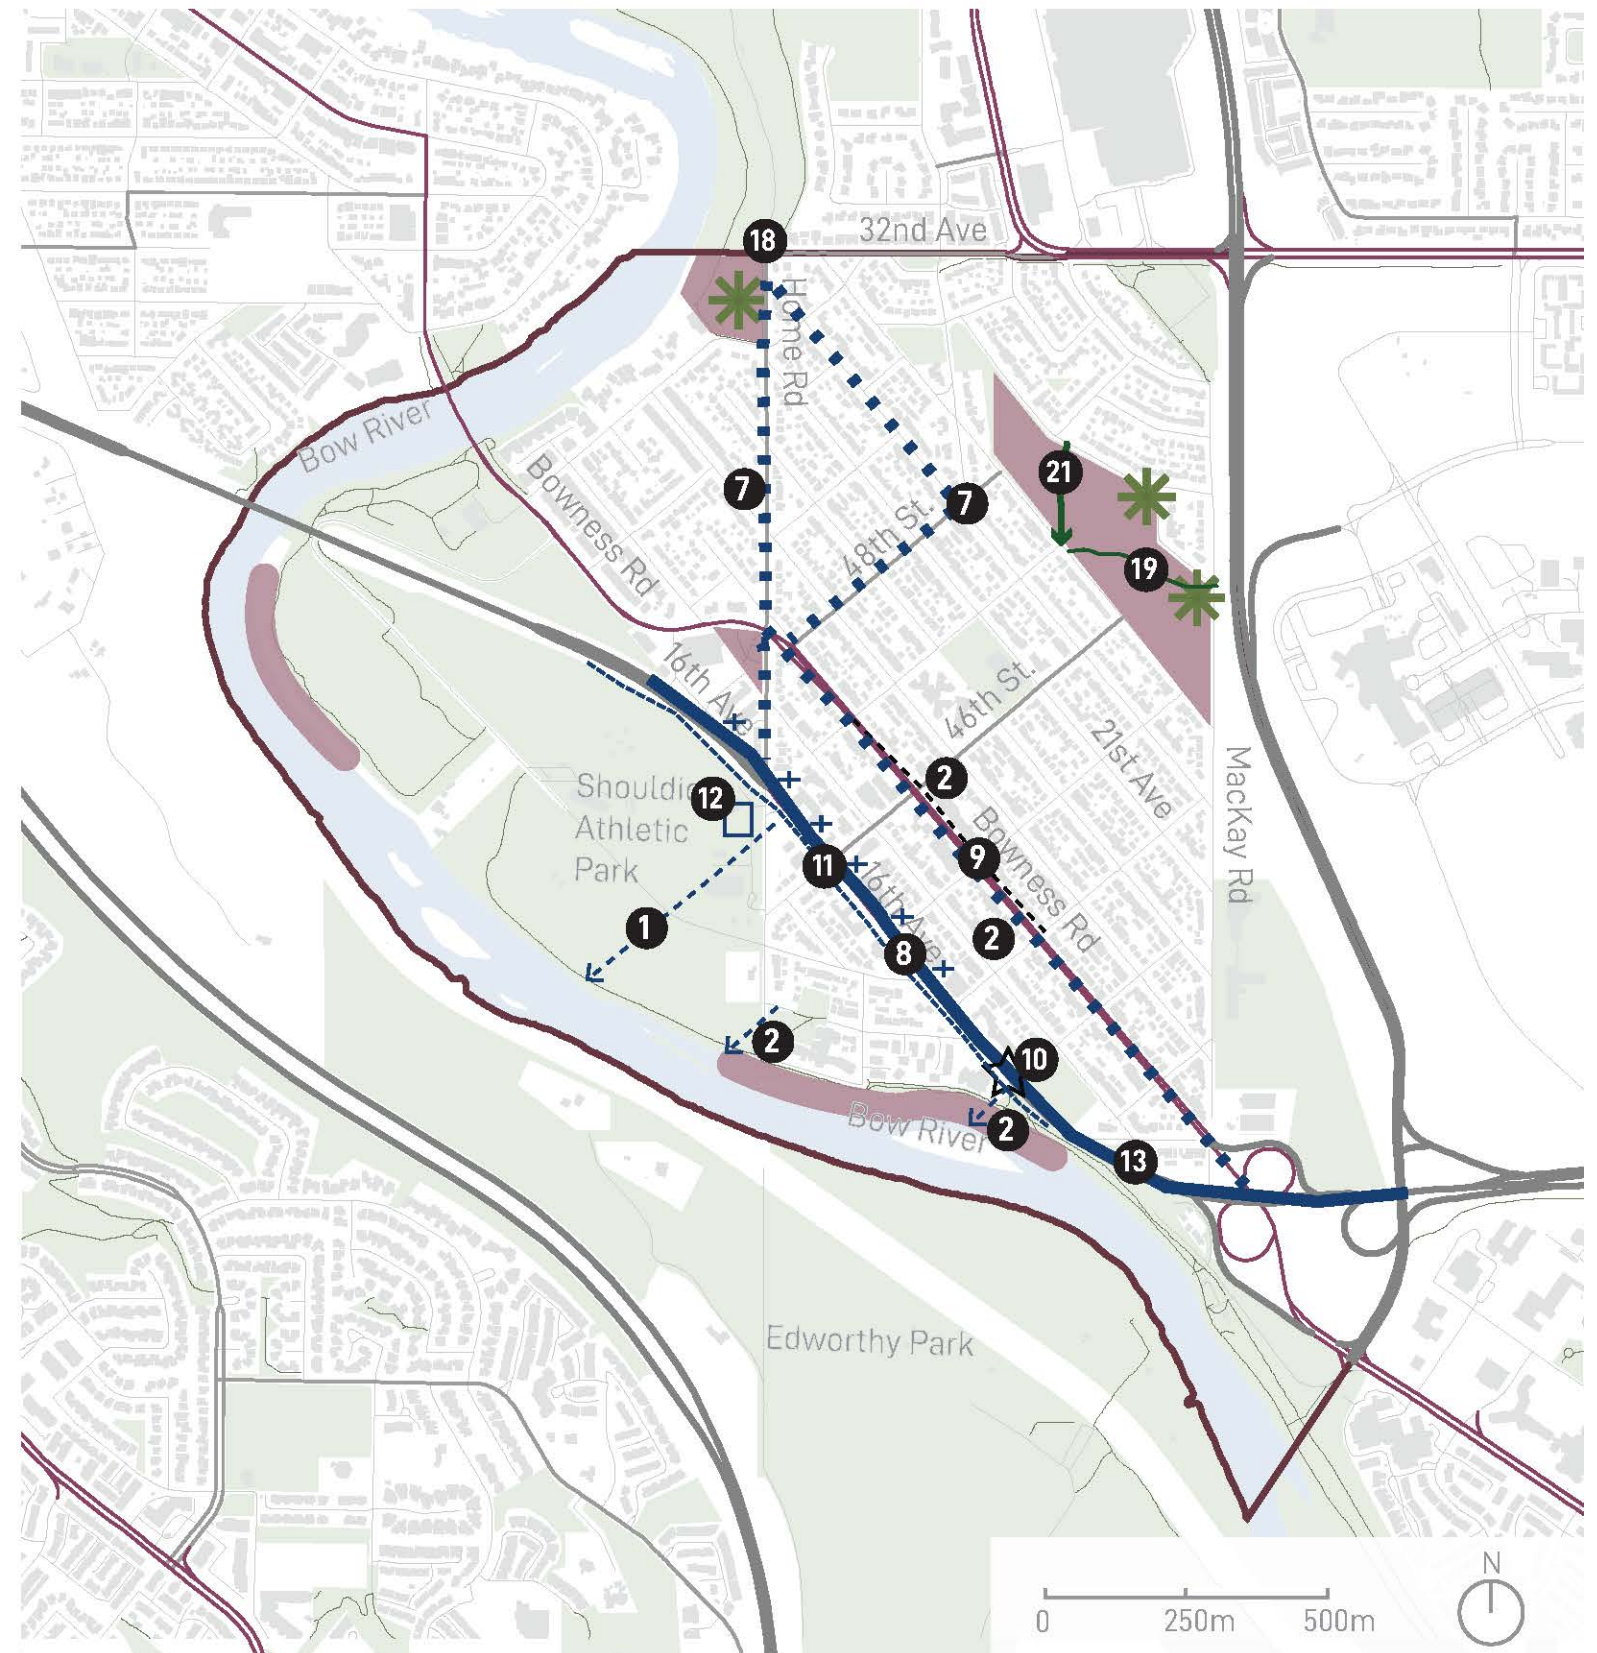 18
32nd Ave
Home Rd
Bow River
Bowness Rd
7
7
48th St.
21
19
16th Ave
46th St.
21st Ave
MacKay Rd
2
Bowness Rd
9
Shouldic
Athletic
Park
12
11
16th Ave
1
8
2
2
10
Bow River
2
13
Edworthy Park
N
0
250m
500m